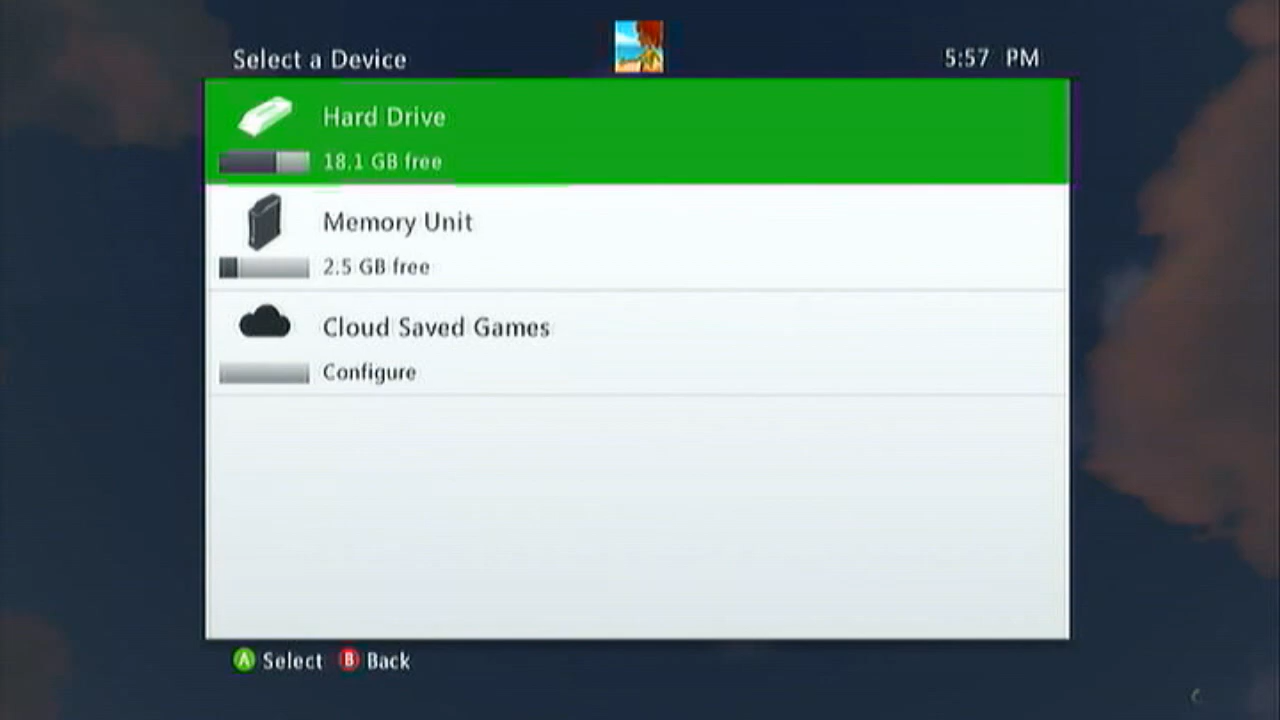 Select a Device
5:57 PM
Hard Drive
18.1 GB free
Memory Unit
2.5 GB free
Cloud Saved Games
Configure
A Select B Back